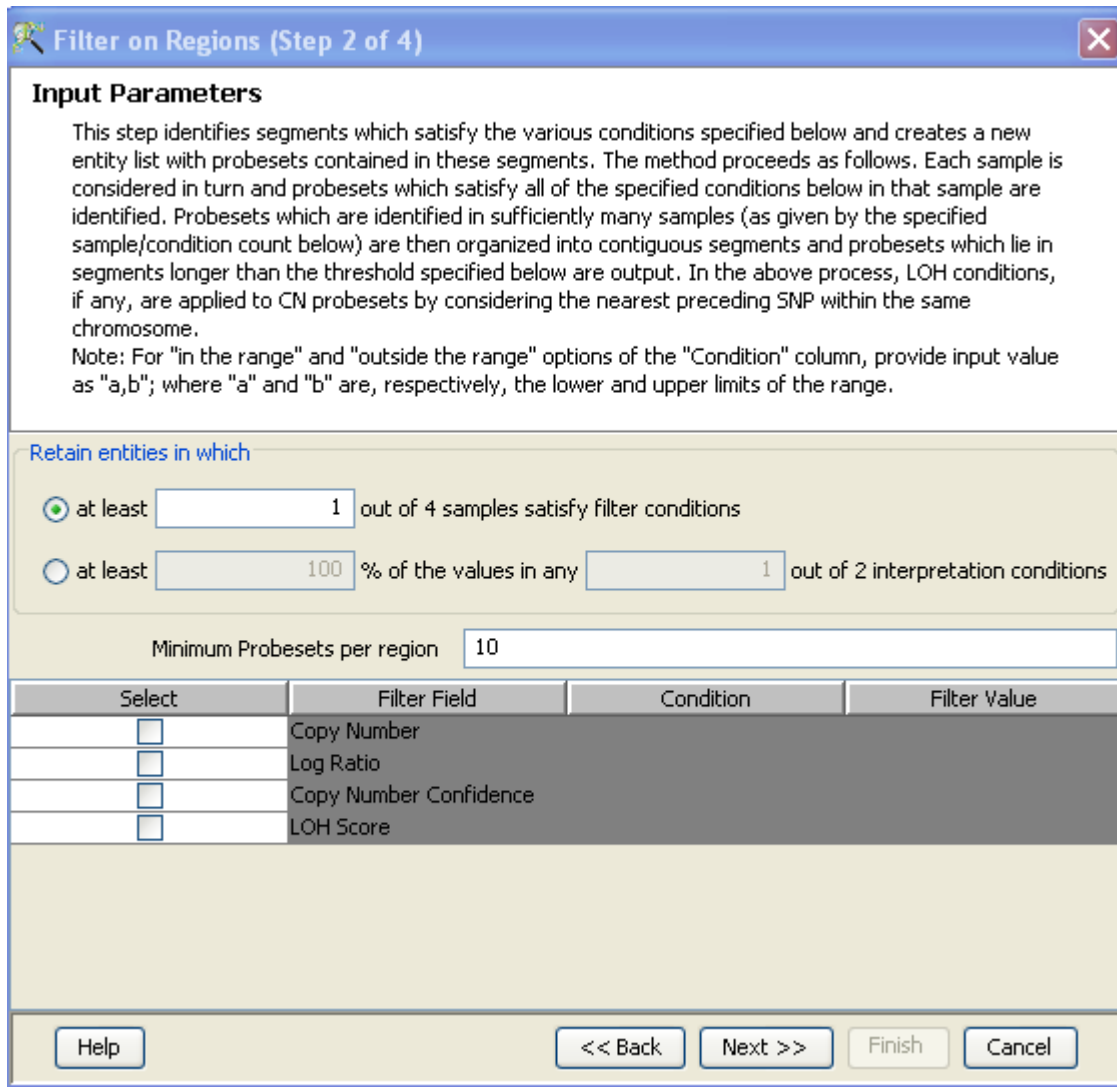 Filter on Regions (Step 2 of 4)
Input Parameters
This step identifies segments which satisfy the various conditions specified below and creates a new
entity list with probesets contained in these segments. The method proceeds as follows. Each sample is
considered in turn and probesets which satisfy all of the specified conditions below in that sample are
identified. Probesets which are identified in sufficiently many samples (as given by the specified
sample/condition count below) are then organized into contiguous segments and probesets which lie in
segments longer than the threshold specified below are output. In the above process, LOH conditions,
if any, are applied to CN probesets by considering the nearest preceding SNP within the same
chromosome.
Note: For "in the range" and "outside the range" options of the "Condition" column, provide input value
as "a,b"; where "a" and "b" are, respectively, the lower and upper limits of the range.
Retain entities in which
at least 1 out of 4 samples satisfy filter conditions
at least 100 % of the values in any 1 out of 2 interpretation conditions
Minimum Probesets per region 10
Select Filter Field Condition Filter Value
Copy Number
Log Ratio
Copy Number Confidence
LOH Score
Help << Back Next >> Finish Cancel